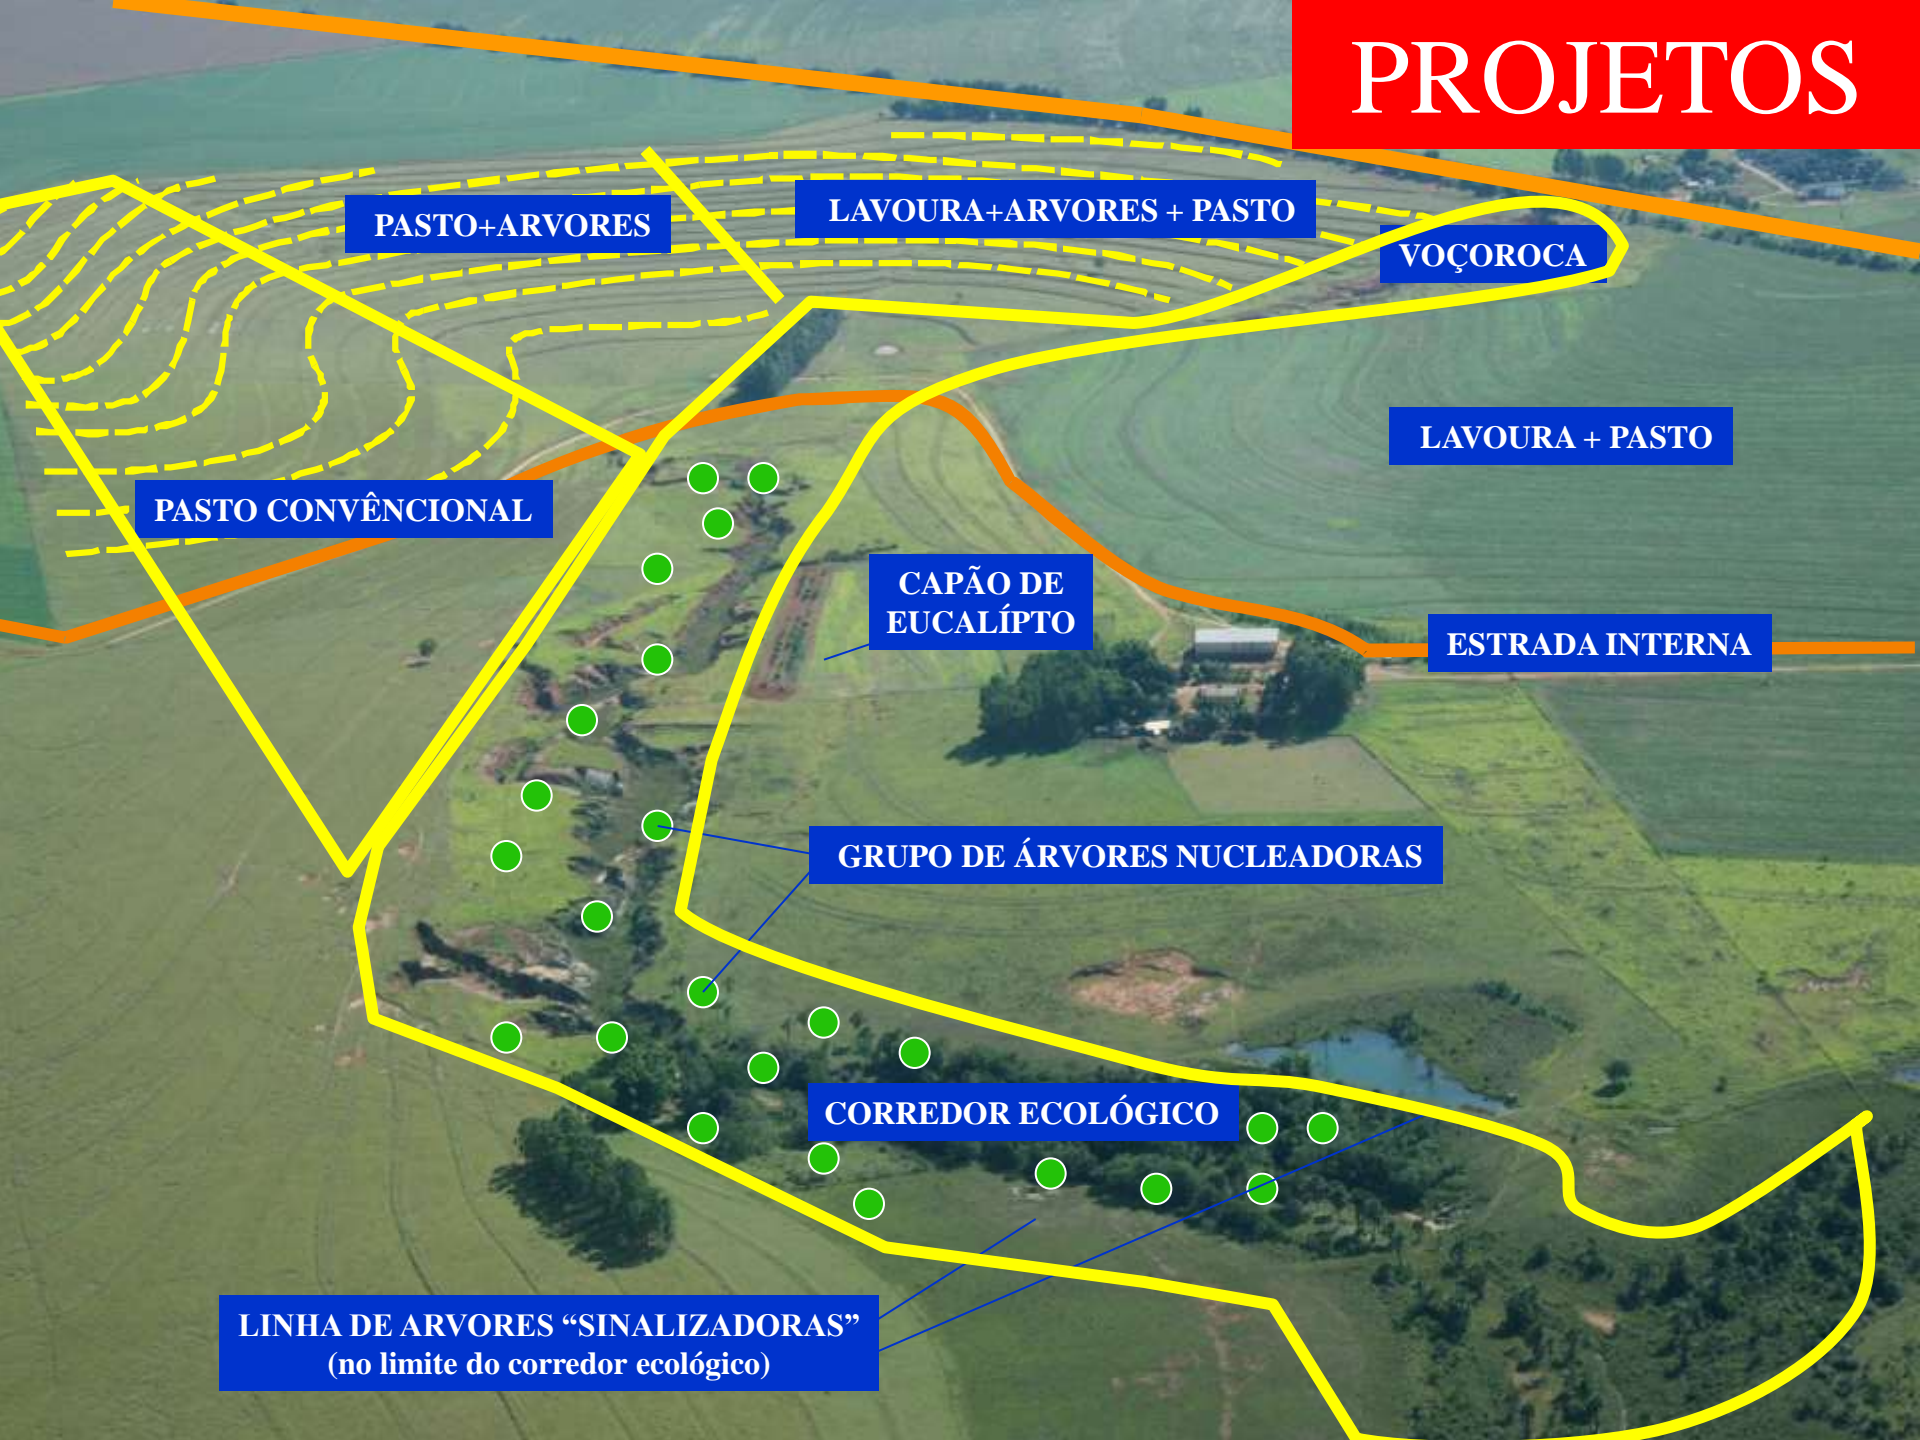 PROJETOS
PASTO+ARVORES
LAVOURA+ARVORES + PASTO
VOÇOROCA
LAVOURA + PASTO
PASTO CONVÊNCIONAL
CAPÃO DE
EUCALÍPTO
ESTRADA INTERNA
GRUPO DE ÁRVORES NUCLEADORAS
CORREDOR ECOLÓGICO
LINHA DE ARVORES “SINALIZADORAS”
(no limite do corredor ecológico)